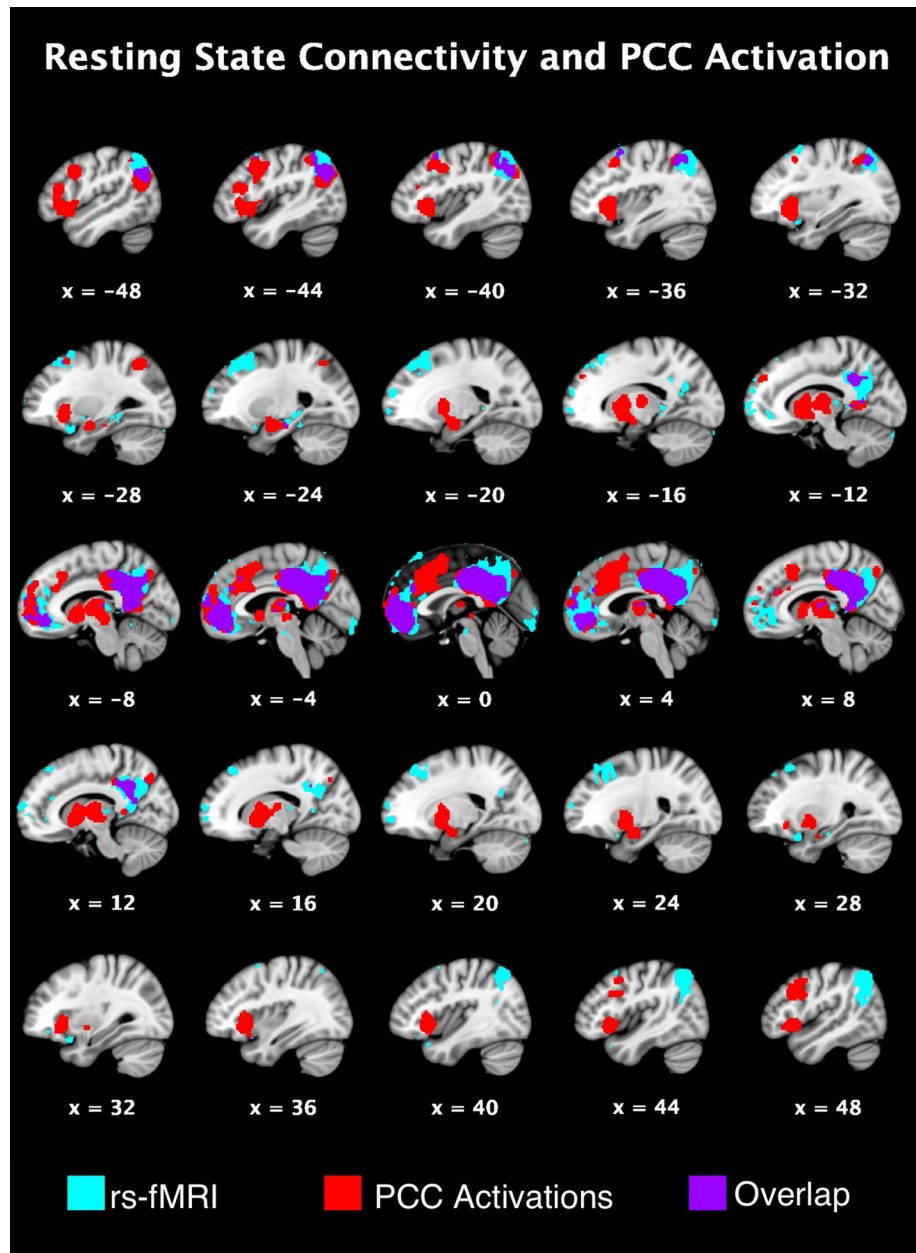 Resting State Connectivity and PCC Activation
x = –48 x = –44 x = –40 x = –36 x = –32
x = –28 x = –24 x = –20 x = –16 x = –12
x = –8 x = –4 x = 0 x = 4 x = 8
x = 12 x = 16 x = 20 x = 24 x = 28
x = 32 x = 36 x = 40 x = 44 x = 48
rs-fMRI PCC Activations Overlap